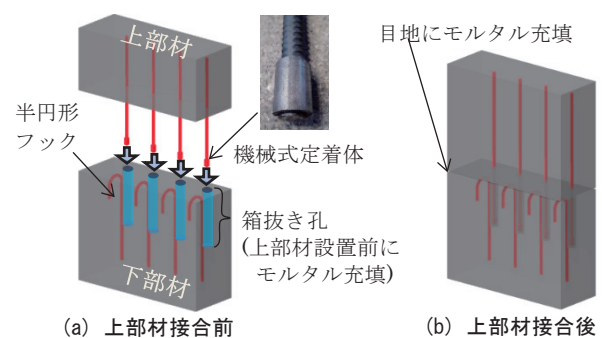 上部材
目地にモルタル充填
半円形
フック
機械式定着体
箱抜き孔
(上部材設置前に
モルタル充填)
下部材
(a) 上部材接合前
(b) 上部材接合後